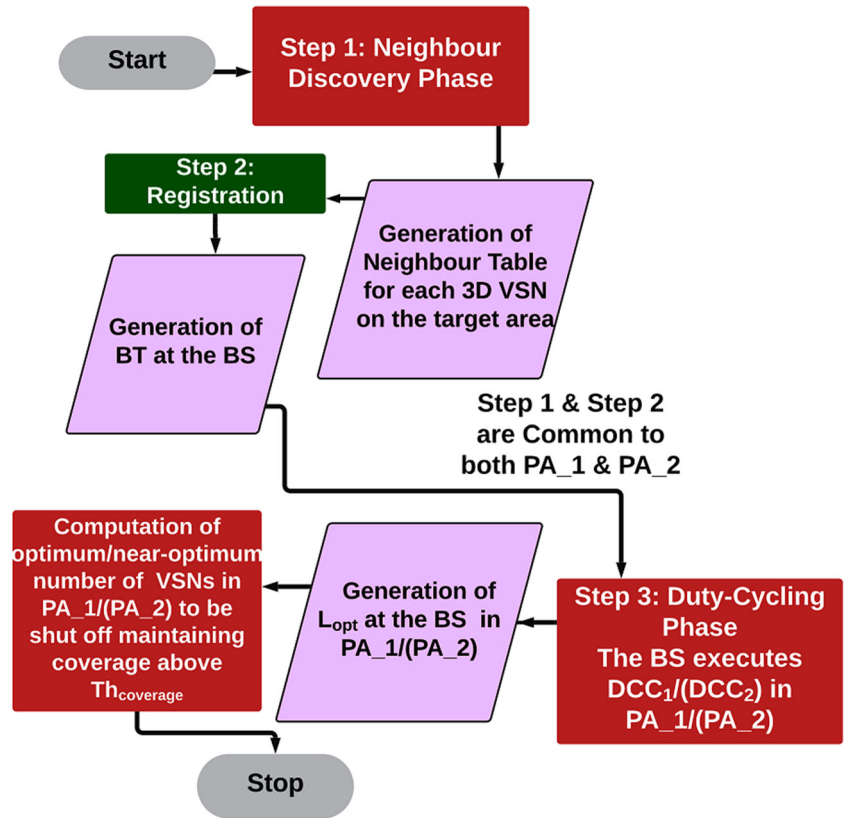 Start
Step 1: Neighbour
Discovery Phase
Step 2:
Registration
Generation of
Neighbour Table
for each 3D VSN
on the target area
Generation of
BT at the BS
Step 1 & Step 2
are Common to
both PA_1 & PA_2
Step 3: Duty-Cycling
Phase
The BS executes
DCC₁/(DCC₂) in
PA_1/(PA_2)
Generation of
Lₒₚₜ at the BS in
PA_1/(PA_2)
Computation of
optimum/near-optimum
number of VSNs in
PA_1/(PA_2) to be
shut off maintaining
coverage above
Thcoverage
Stop